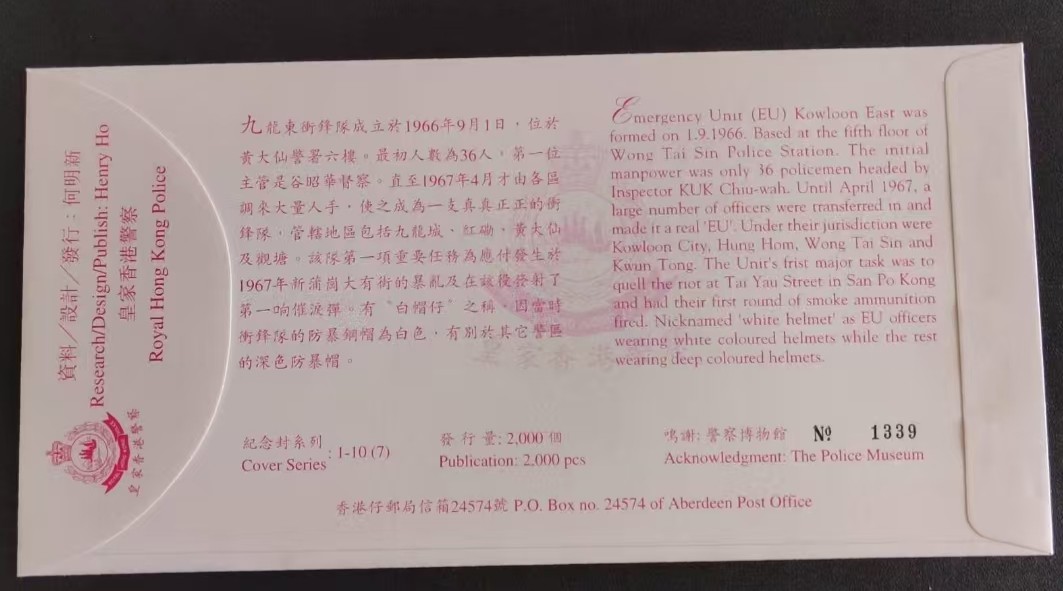 九龍東衝鋒隊成立於1966年9月1日，位於
黃大仙警署六樓。最初人數為36人，第一位
主管是谷昭華督察。直至1967年4月才由各區
調來大量人手，使之成為一支真真正正的衝
鋒隊，管轄地區包括九龍城、紅磡、黃大仙
及觀塘。該隊第一項重要任務為應付發生於
1967年新蒲崗大有街的暴亂及在該役發射了
第一响催淚彈。有“白帽仔”之稱，因當時
衝鋒隊的防暴鋼帽為白色，有別於其它警區
的深色防暴帽。
Emergency Unit (EU) Kowloon East was
formed on 1.9.1966. Based at the fifth floor of
Wong Tai Sin Police Station. The initial
manpower was only 36 policemen headed by
Inspector KUK Chiu-wah. Until April 1967, a
large number of officers were transferred in and
made it a real 'EU'. Under their jurisdiction were
Kowloon City, Hung Hom, Wong Tai Sin and
Kwun Tong. The Unit's frist major task was to
quell the riot at Tai Yau Street in San Po Kong
and had their first round of smoke ammunition
fired. Nicknamed 'white helmet' as EU officers
wearing white coloured helmets while the rest
wearing deep coloured helmets.
資料／設計／發行：何明新
Research/Design/Publish: Henry Ho
皇家香港警察
Royal Hong Kong Police
皇家香港警察
皇家香港
紀念封系列
Cover Series : 1-10 (7)
發行量: 2,000個
Publication: 2,000 pcs
鳴謝: 警察博物館 № 1339
Acknowledgment: The Police Museum
香港仔郵局信箱24574號 P.O. Box no. 24574 of Aberdeen Post Office